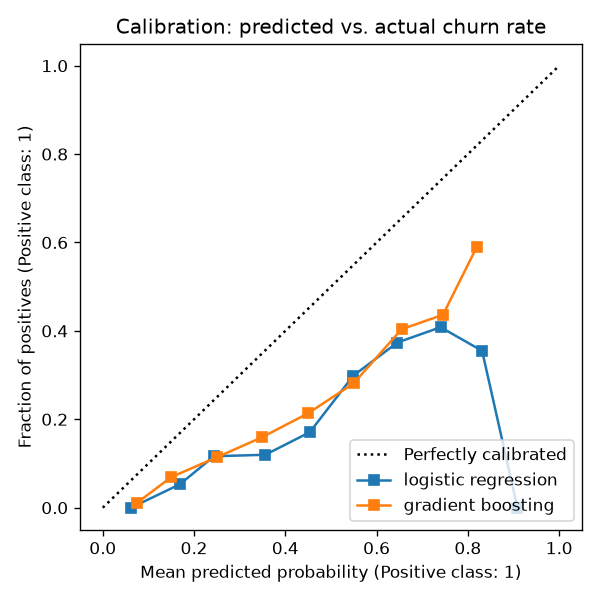 Calibration: predicted vs. actual churn rate
Fraction of positives (Positive class: 1)
1.0
0.8
0.6
0.4
0.2
0.0
Perfectly calibrated
logistic regression
gradient boosting
0.0 0.2 0.4 0.6 0.8 1.0
Mean predicted probability (Positive class: 1)